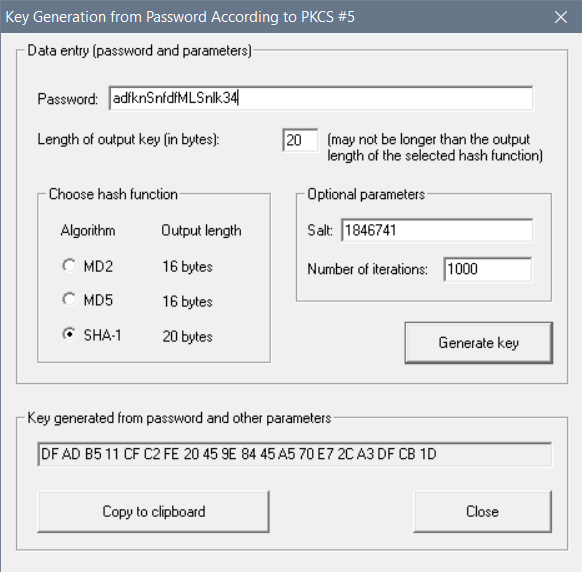 Key Generation from Password According to PKCS #5
Data entry (password and parameters)
Password: adfknSnfdfMLSnlk34
Length of output key (in bytes): 20 (may not be longer than the output
length of the selected hash function)
Choose hash function
Algorithm Output length
MD2 16 bytes
MD5 16 bytes
SHA-1 20 bytes
Optional parameters
Salt: 1846741
Number of iterations: 1000
Generate key
Key generated from password and other parameters
DF AD B5 11 CF C2 FE 20 45 9E 84 45 A5 70 E7 2C A3 DF CB 1D
Copy to clipboard Close